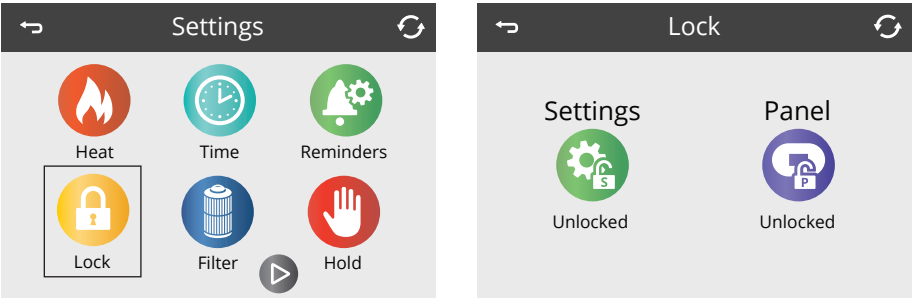 Settings
Heat Time Reminders
Lock Filter Hold
Lock
Settings Panel
S P
Unlocked Unlocked